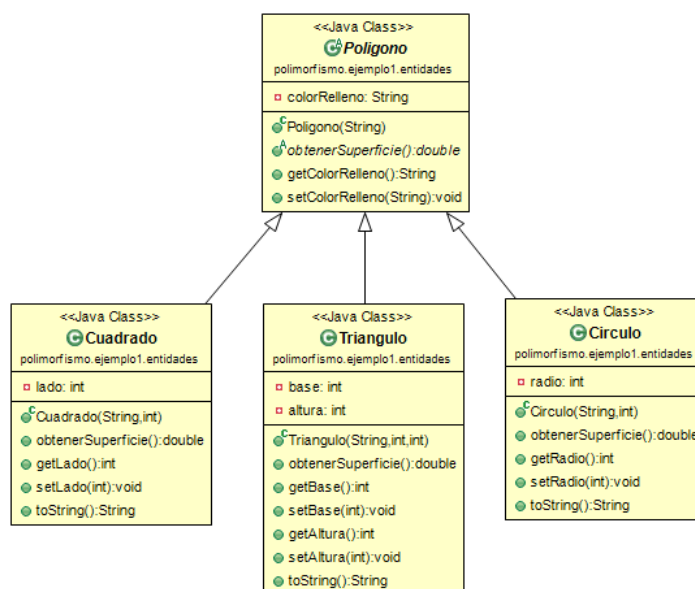 <<Java Class>>
Poligono
polimorfismo.ejemplo1.entidades
colorRelleno: String
Poligono(String)
obtenerSuperficie():double
getColorRelleno():String
setColorRelleno(String):void
<<Java Class>>
Cuadrado
polimorfismo.ejemplo1.entidades
lado: int
Cuadrado(String,int)
obtenerSuperficie():double
getLado():int
setLado(int):void
toString():String
<<Java Class>>
Triangulo
polimorfismo.ejemplo1.entidades
base: int
altura: int
Triangulo(String,int,int)
obtenerSuperficie():double
getBase():int
setBase(int):void
getAltura():int
setAltura(int):void
toString():String
<<Java Class>>
Circulo
polimorfismo.ejemplo1.entidades
radio: int
Circulo(String,int)
obtenerSuperficie():double
getRadio():int
setRadio(int):void
toString():String